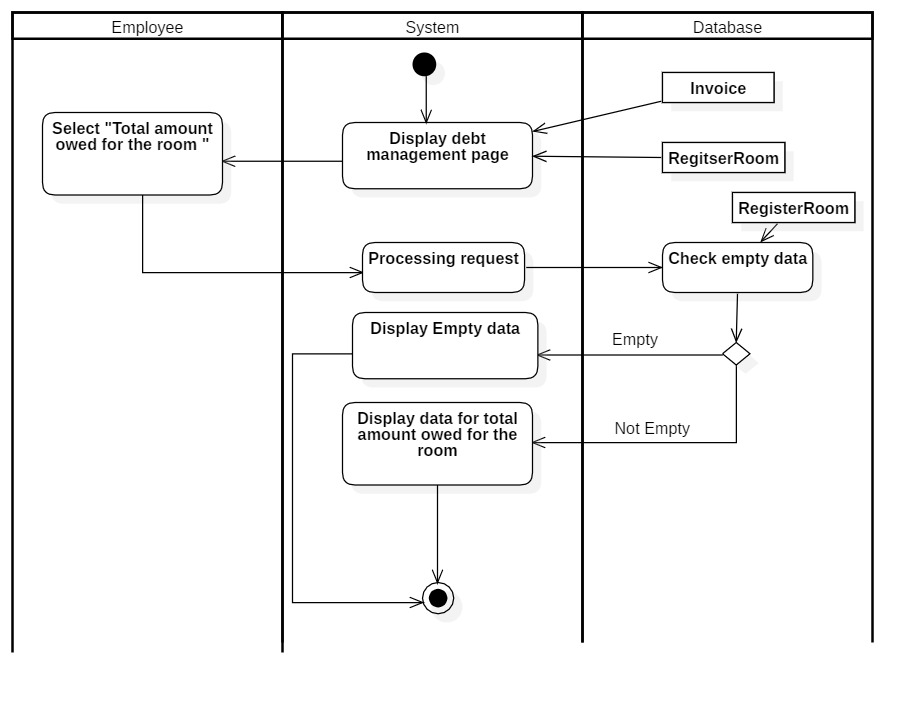 Employee
System
Database
Invoice
Select "Total amount
owed for the room "
Display debt
management page
RegitserRoom
RegisterRoom
Processing request
Check empty data
Display Empty data
Empty
Display data for total
amount owed for the
room
Not Empty